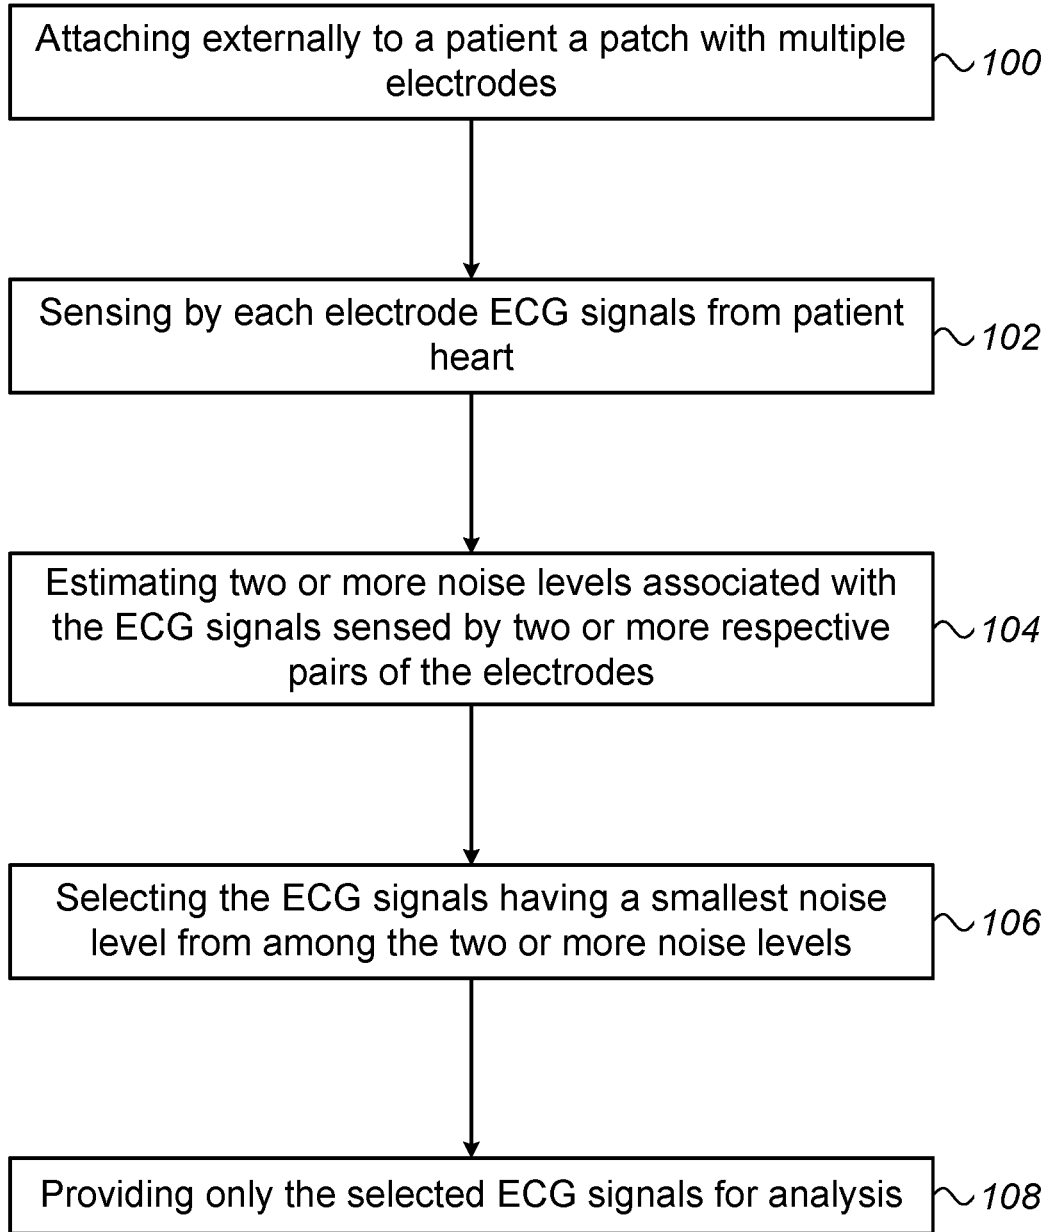 Attaching externally to a patient a patch with multiple
electrodes
100
Sensing by each electrode ECG signals from patient
heart
102
Estimating two or more noise levels associated with
the ECG signals sensed by two or more respective
pairs of the electrodes
104
Selecting the ECG signals having a smallest noise
level from among the two or more noise levels
106
Providing only the selected ECG signals for analysis
108